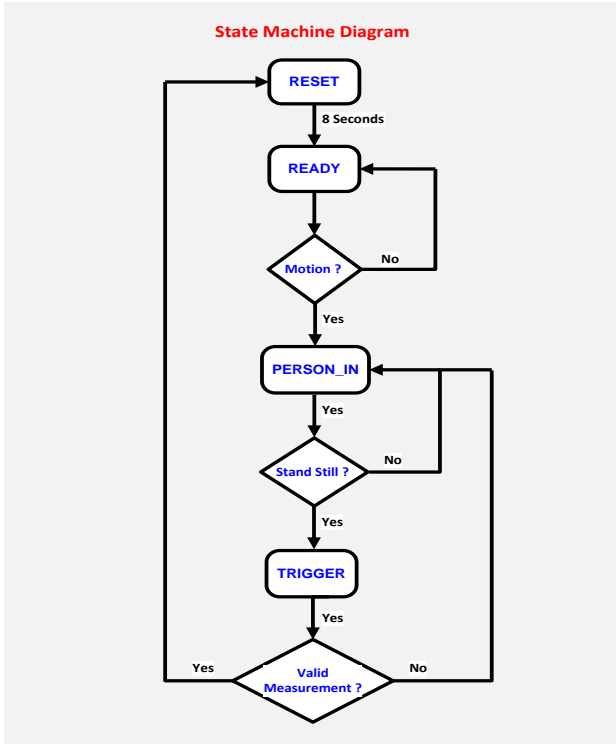 State Machine Diagram
RESET
8 Seconds
READY
Motion ?
No
Yes
PERSON_IN
Yes
Stand Still ?
No
Yes
TRIGGER
Yes
Yes
Valid
Measurement ?
No